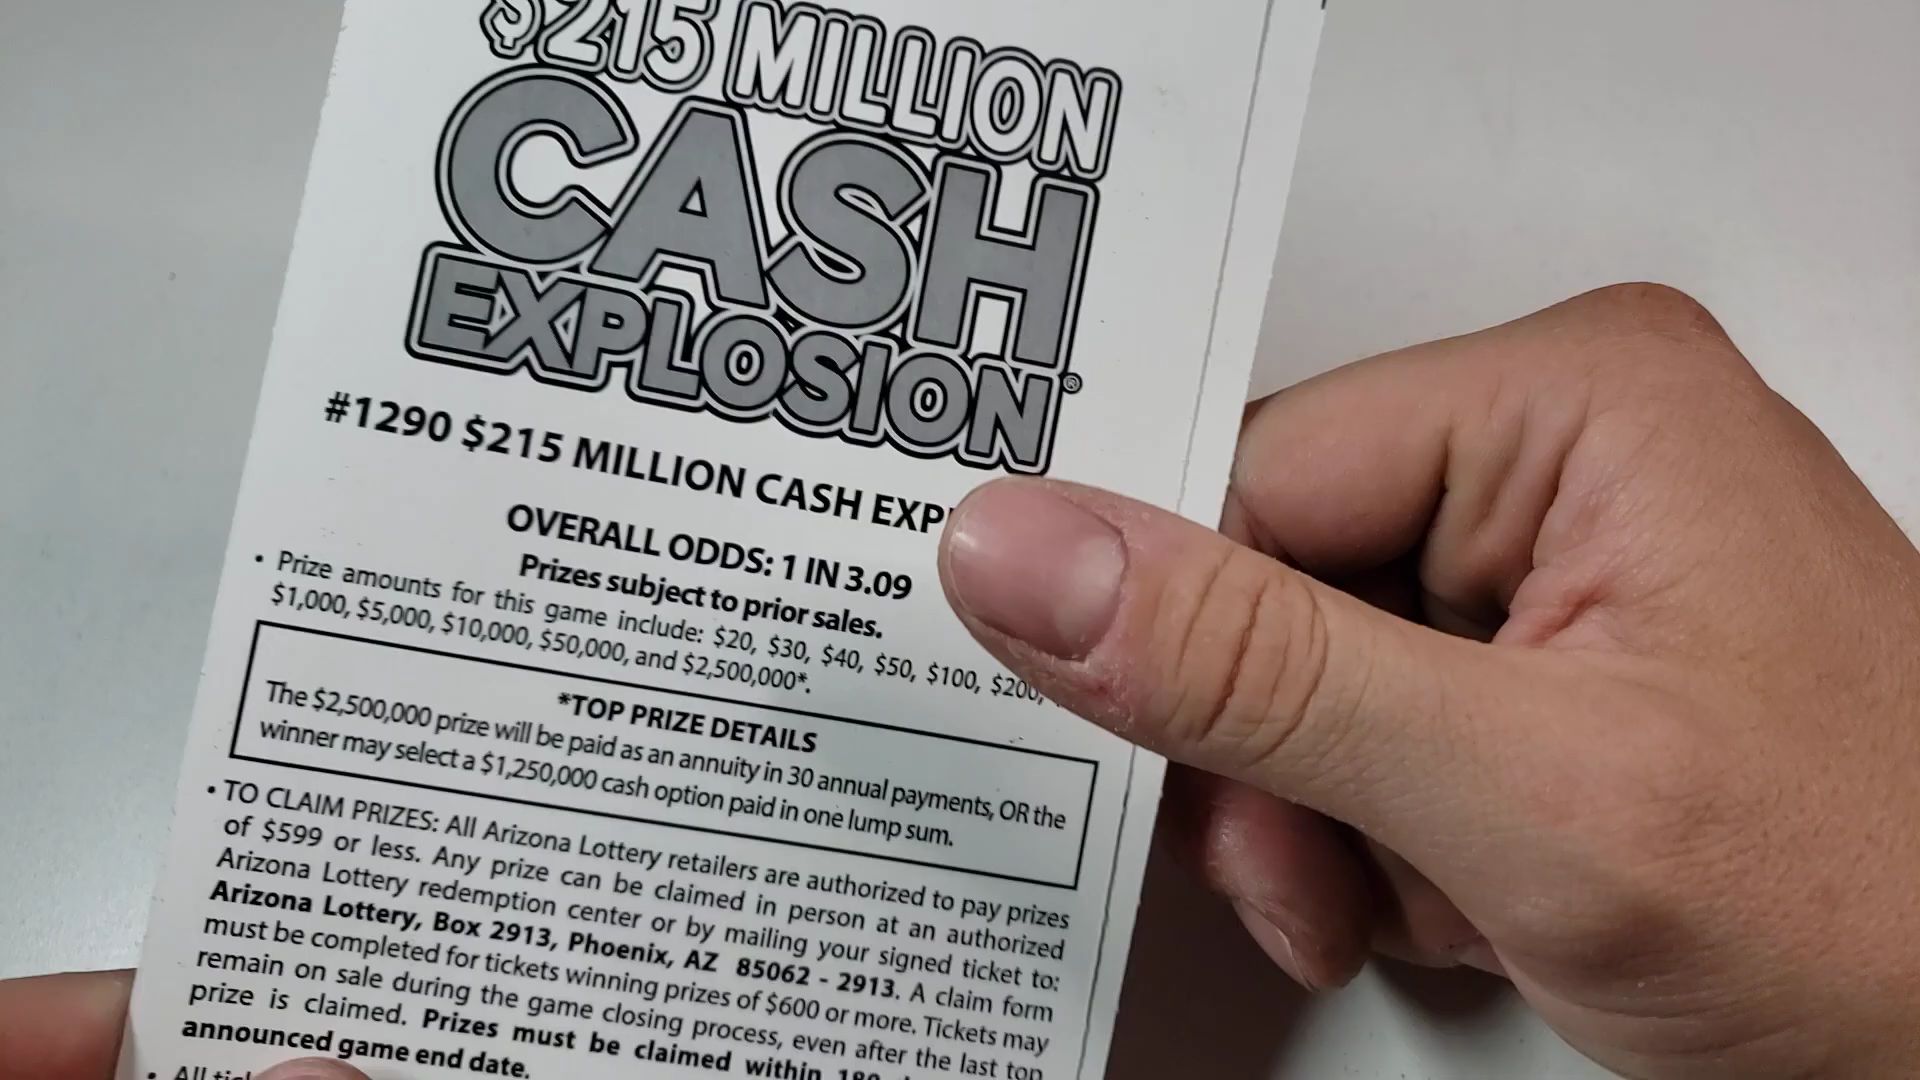 $215 MILLION
CASH
EXPLOSION®
#1290 $215 MILLION CASH
OVERALL ODDS: 1 IN 3.09
Prizes subject to prior sales.
• Prize amounts for this game include: $20, $30, $40, $50, $100, $200,
$1,000, $5,000, $10,000, $50,000, and $2,500,000*.
*TOP PRIZE DETAILS
The $2,500,000 prize will be paid as an annuity in 30 annual payments, OR the
winner may select a $1,250,000 cash option paid in one lump sum.
• TO CLAIM PRIZES: All Arizona Lottery retailers are authorized to pay prizes
of $599 or less. Any prize can be claimed in person at an authorized
Arizona Lottery redemption center or by mailing your signed ticket to:
Arizona Lottery, Box 2913, Phoenix, AZ 85062 - 2913. A claim form
must be completed for tickets winning prizes of $600 or more. Tickets may
remain on sale during the game closing process, even after the last top
prize is claimed. Prizes must be claimed within 180
announced game end date.
• All